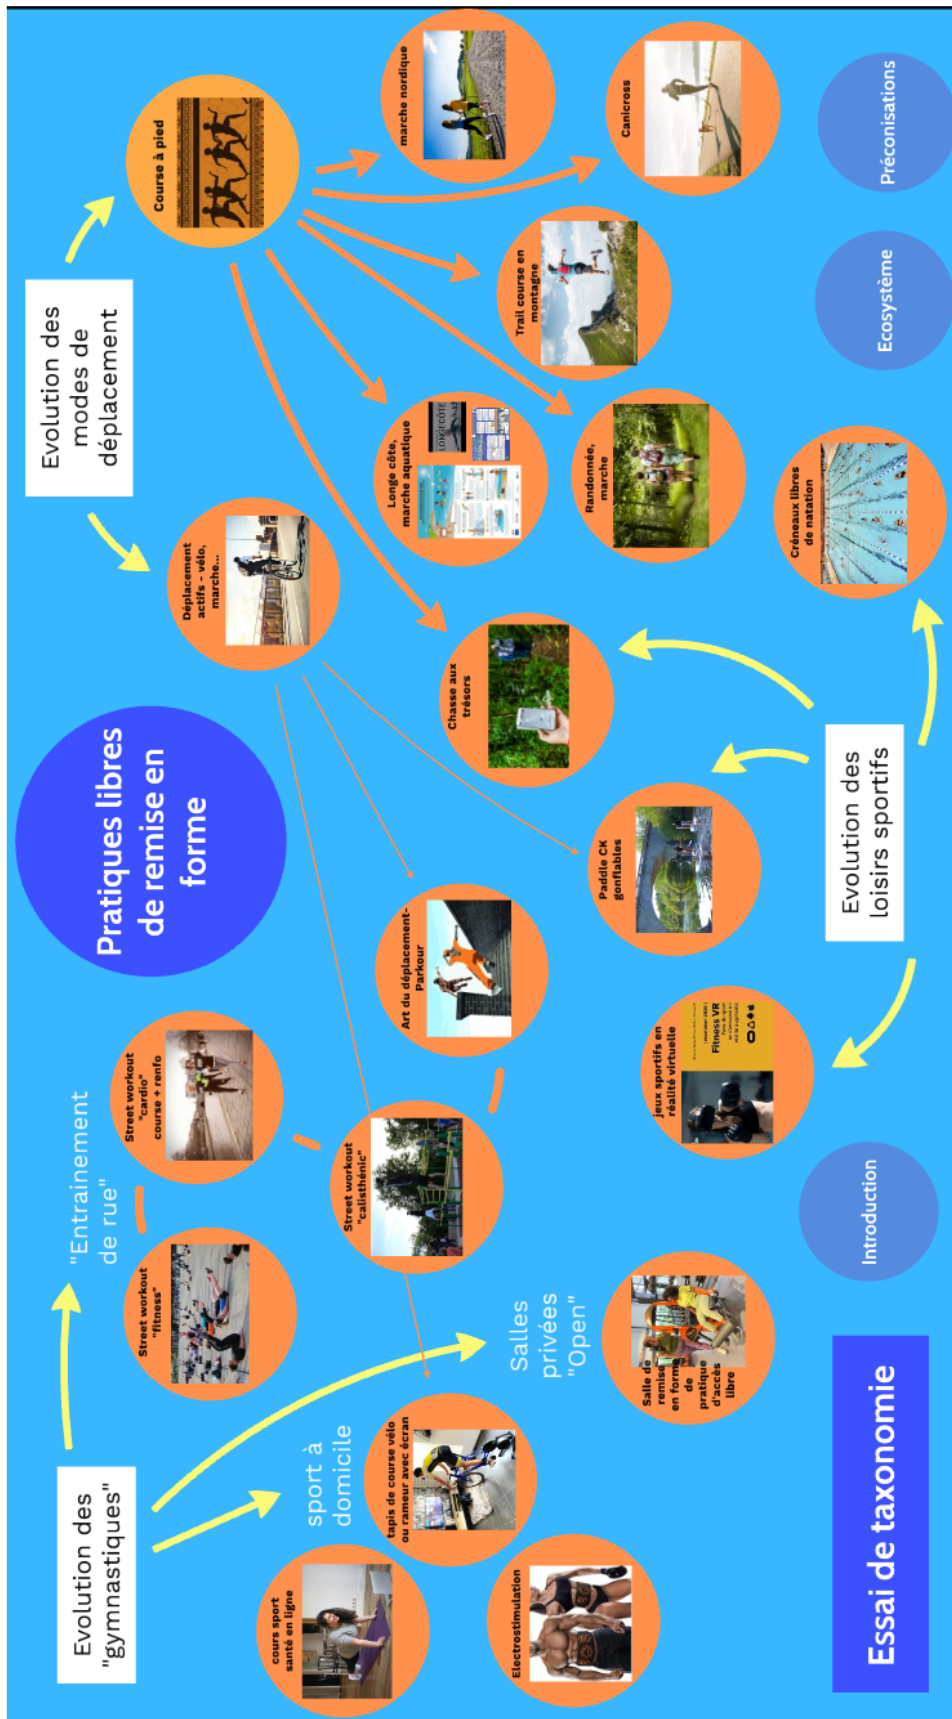 Evolution des
"gymnastiques"
"Entrainement
de rue"
Pratiques libres
de remise en
forme
Evolution des
modes de
déplacement
Course à pied
Street workout
"fitness"
Street workout
"cardio"
course + renfo
Déplacement
actifs - vélo,
marche...
sport à
domicile
cours sport
santé en ligne
tapis de course vélo
ou rameur avec écran
Street workout
"calisthénic"
Art du déplacement-
Parkour
Longe côte,
marche aquatique
LONGECÔTE
marche nordique
Electrostimulation
Salles
privées
"Open"
Chasse aux
trésors
Trail course en
montagne
Salle de
remise
en forme
de
pratique
d'accès
libre
jeux sportifs en
réalité virtuelle
Fitness VR
Paddle CK
gonflables
Randonnée,
marche
Canicross
Créneaux libres
de natation
Evolution des
loisirs sportifs
Essai de taxonomie
Introduction
Ecosystème
Préconisations